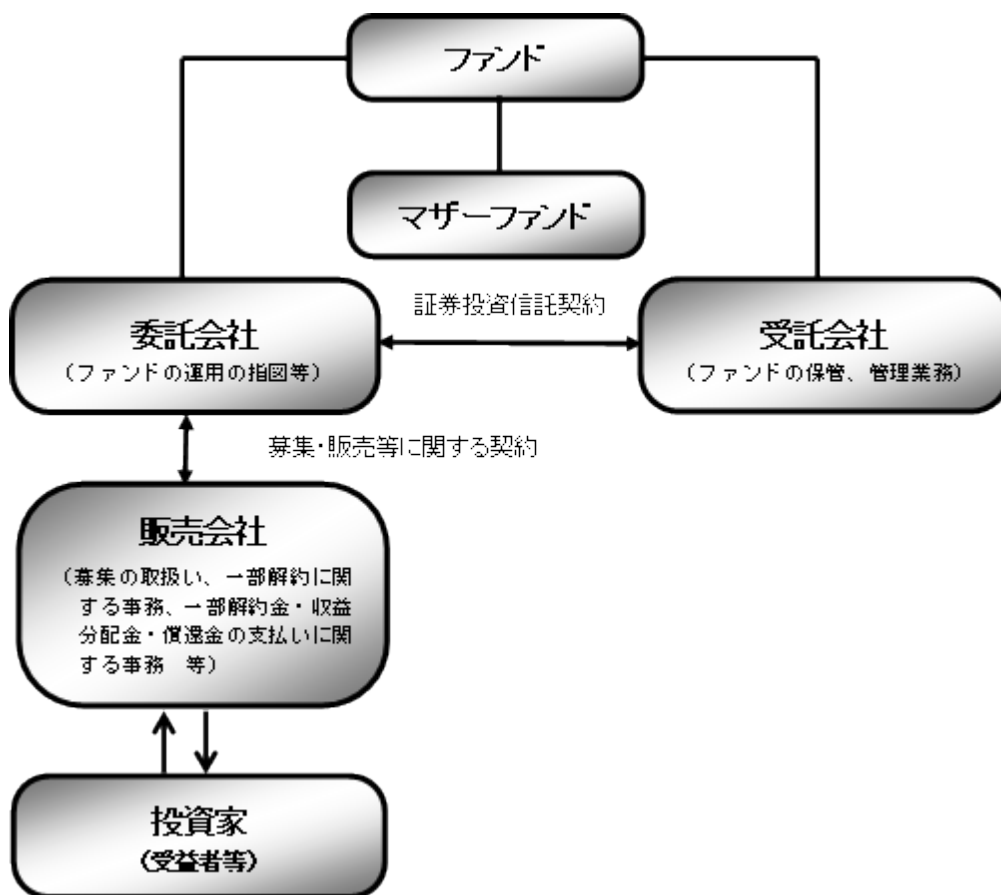 ファンド
マザーファンド
証券投資信託契約
委託会社
(ファンドの運用の指図等)
受託会社
(ファンドの保管、管理業務)
募集・販売等に関する契約
販売会社
(募集の取扱い、一部解約に関
する事務、一部解約金・収益
分配金・償還金の支払いに関
する事務　等)
投資家
(受益者等)